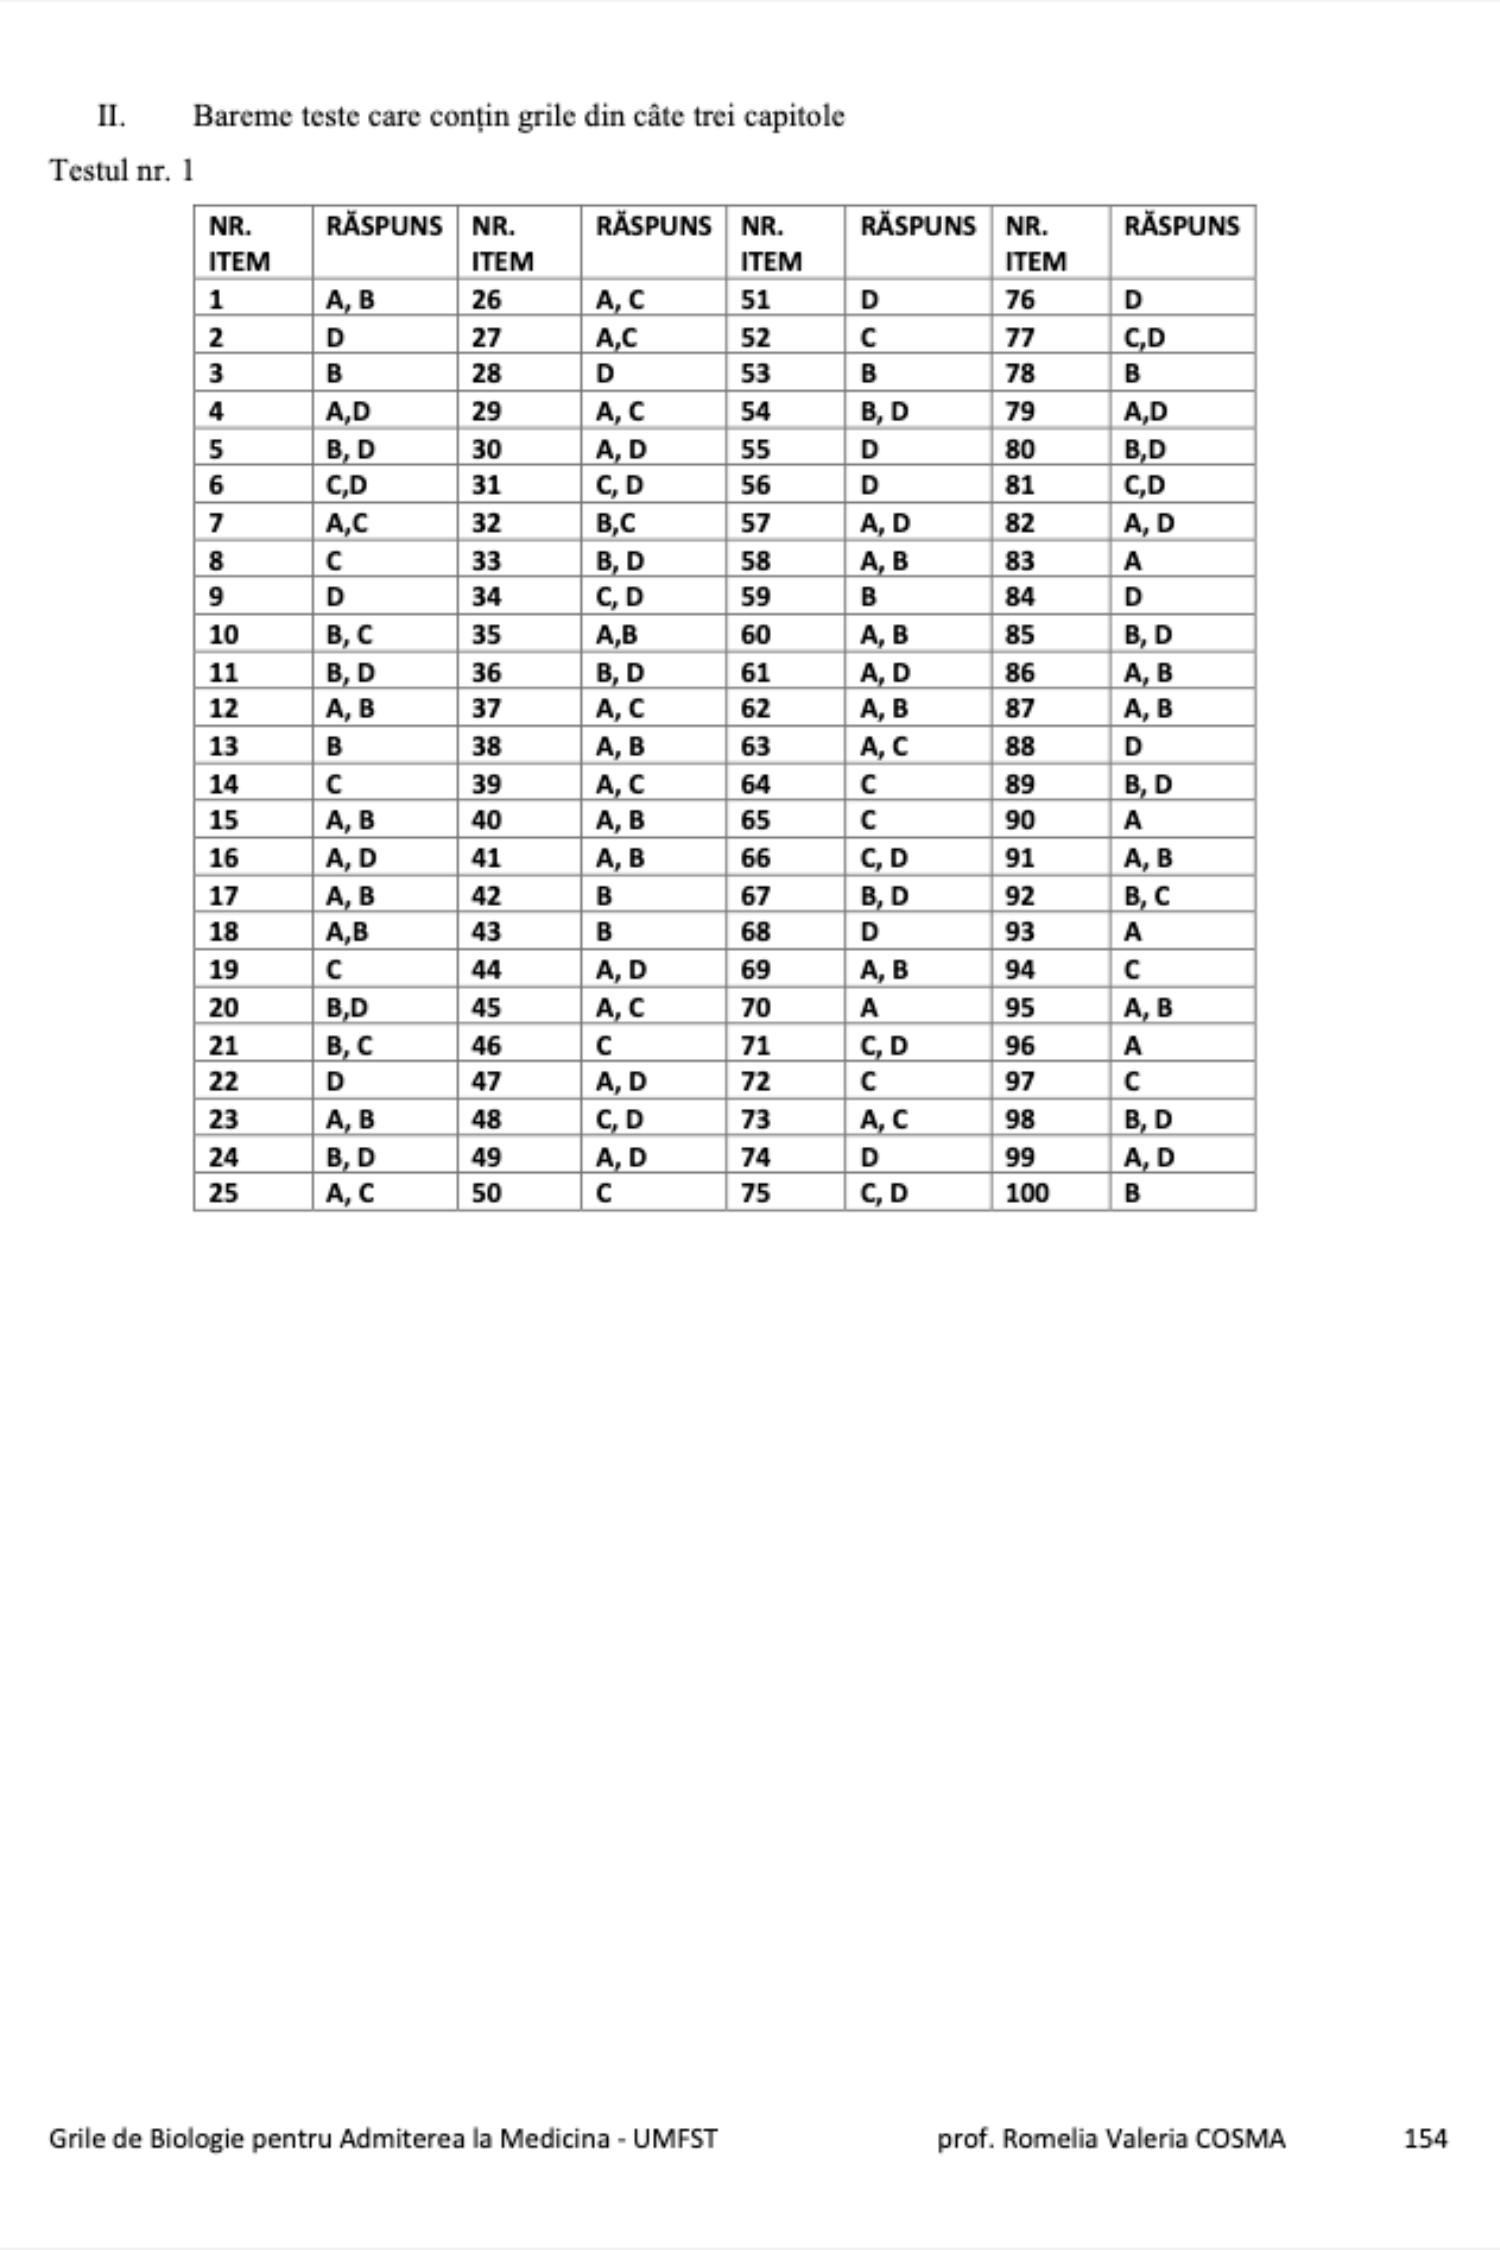 II. Bareme teste care conțin grile din câte trei capitole
Testul nr. 1
NR. ITEM RĂSPUNS NR. ITEM RĂSPUNS NR. ITEM RĂSPUNS NR. ITEM RĂSPUNS
1 A, B 26 A, C 51 D 76 D
2 D 27 A,C 52 C 77 C,D
3 B 28 D 53 B 78 B
4 A,D 29 A, C 54 B, D 79 A,D
5 B, D 30 A, D 55 D 80 B,D
6 C,D 31 C, D 56 D 81 C,D
7 A,C 32 B,C 57 A, D 82 A, D
8 C 33 B, D 58 A, B 83 A
9 D 34 C, D 59 B 84 D
10 B, C 35 A,B 60 A, B 85 B, D
11 B, D 36 B, D 61 A, D 86 A, B
12 A, B 37 A, C 62 A, B 87 A, B
13 B 38 A, B 63 A, C 88 D
14 C 39 A, C 64 C 89 B, D
15 A, B 40 A, B 65 C 90 A
16 A, D 41 A, B 66 C, D 91 A, B
17 A, B 42 B 67 B, D 92 B, C
18 A,B 43 B 68 D 93 A
19 C 44 A, D 69 A, B 94 C
20 B,D 45 A, C 70 A 95 A, B
21 B, C 46 C 71 C, D 96 A
22 D 47 A, D 72 C 97 C
23 A, B 48 C, D 73 A, C 98 B, D
24 B, D 49 A, D 74 D 99 A, D
25 A, C 50 C 75 C, D 100 B
Grile de Biologie pentru Admiterea la Medicina - UMFST prof. Romelia Valeria COSMA 154